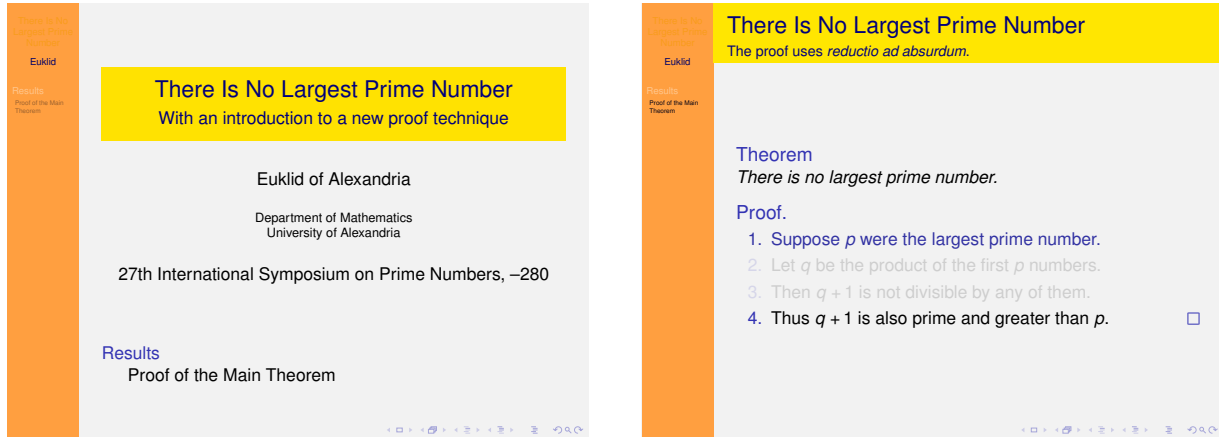 There Is No
Largest Prime
Number
Euklid
Results
Proof of the Main
Theorem
There Is No Largest Prime Number
With an introduction to a new proof technique
Euklid of Alexandria
Department of Mathematics
University of Alexandria
27th International Symposium on Prime Numbers, –280
Results
Proof of the Main Theorem
There Is No
Largest Prime
Number
Euklid
Results
Proof of the Main
Theorem
There Is No Largest Prime Number
The proof uses reductio ad absurdum.
Theorem
There is no largest prime number.
Proof.
1. Suppose p were the largest prime number.
2. Let q be the product of the first p numbers.
3. Then q + 1 is not divisible by any of them.
4. Thus q + 1 is also prime and greater than p. □